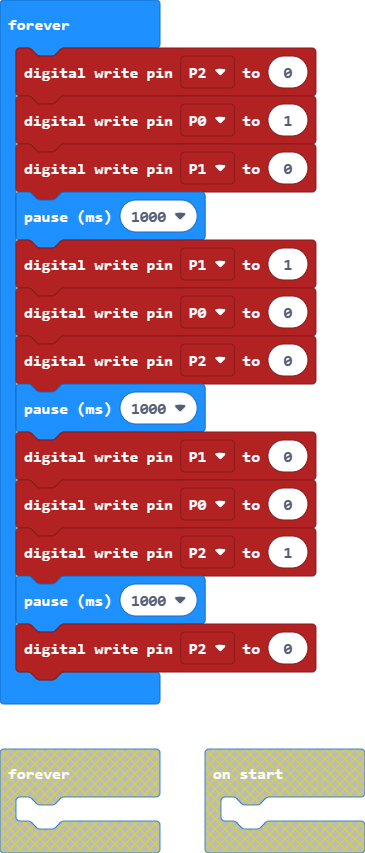 forever
digital write pin P2 to 0
digital write pin P0 to 1
digital write pin P1 to 0
pause (ms) 1000
digital write pin P1 to 1
digital write pin P0 to 0
digital write pin P2 to 0
pause (ms) 1000
digital write pin P1 to 0
digital write pin P0 to 0
digital write pin P2 to 1
pause (ms) 1000
digital write pin P2 to 0
forever
on start